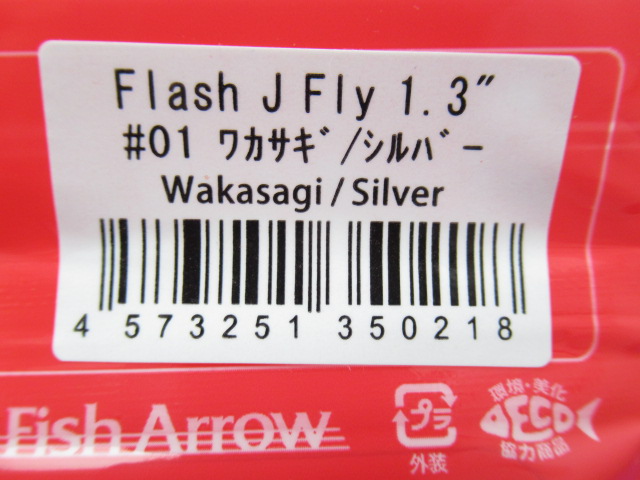 Flash J Fly 1.3"
#01 ワカサギ/シルバー
Wakasagi / Silver
4 573251 350218
Fish Arrow
プラ
外装
環境・美化
ECO
協力商品